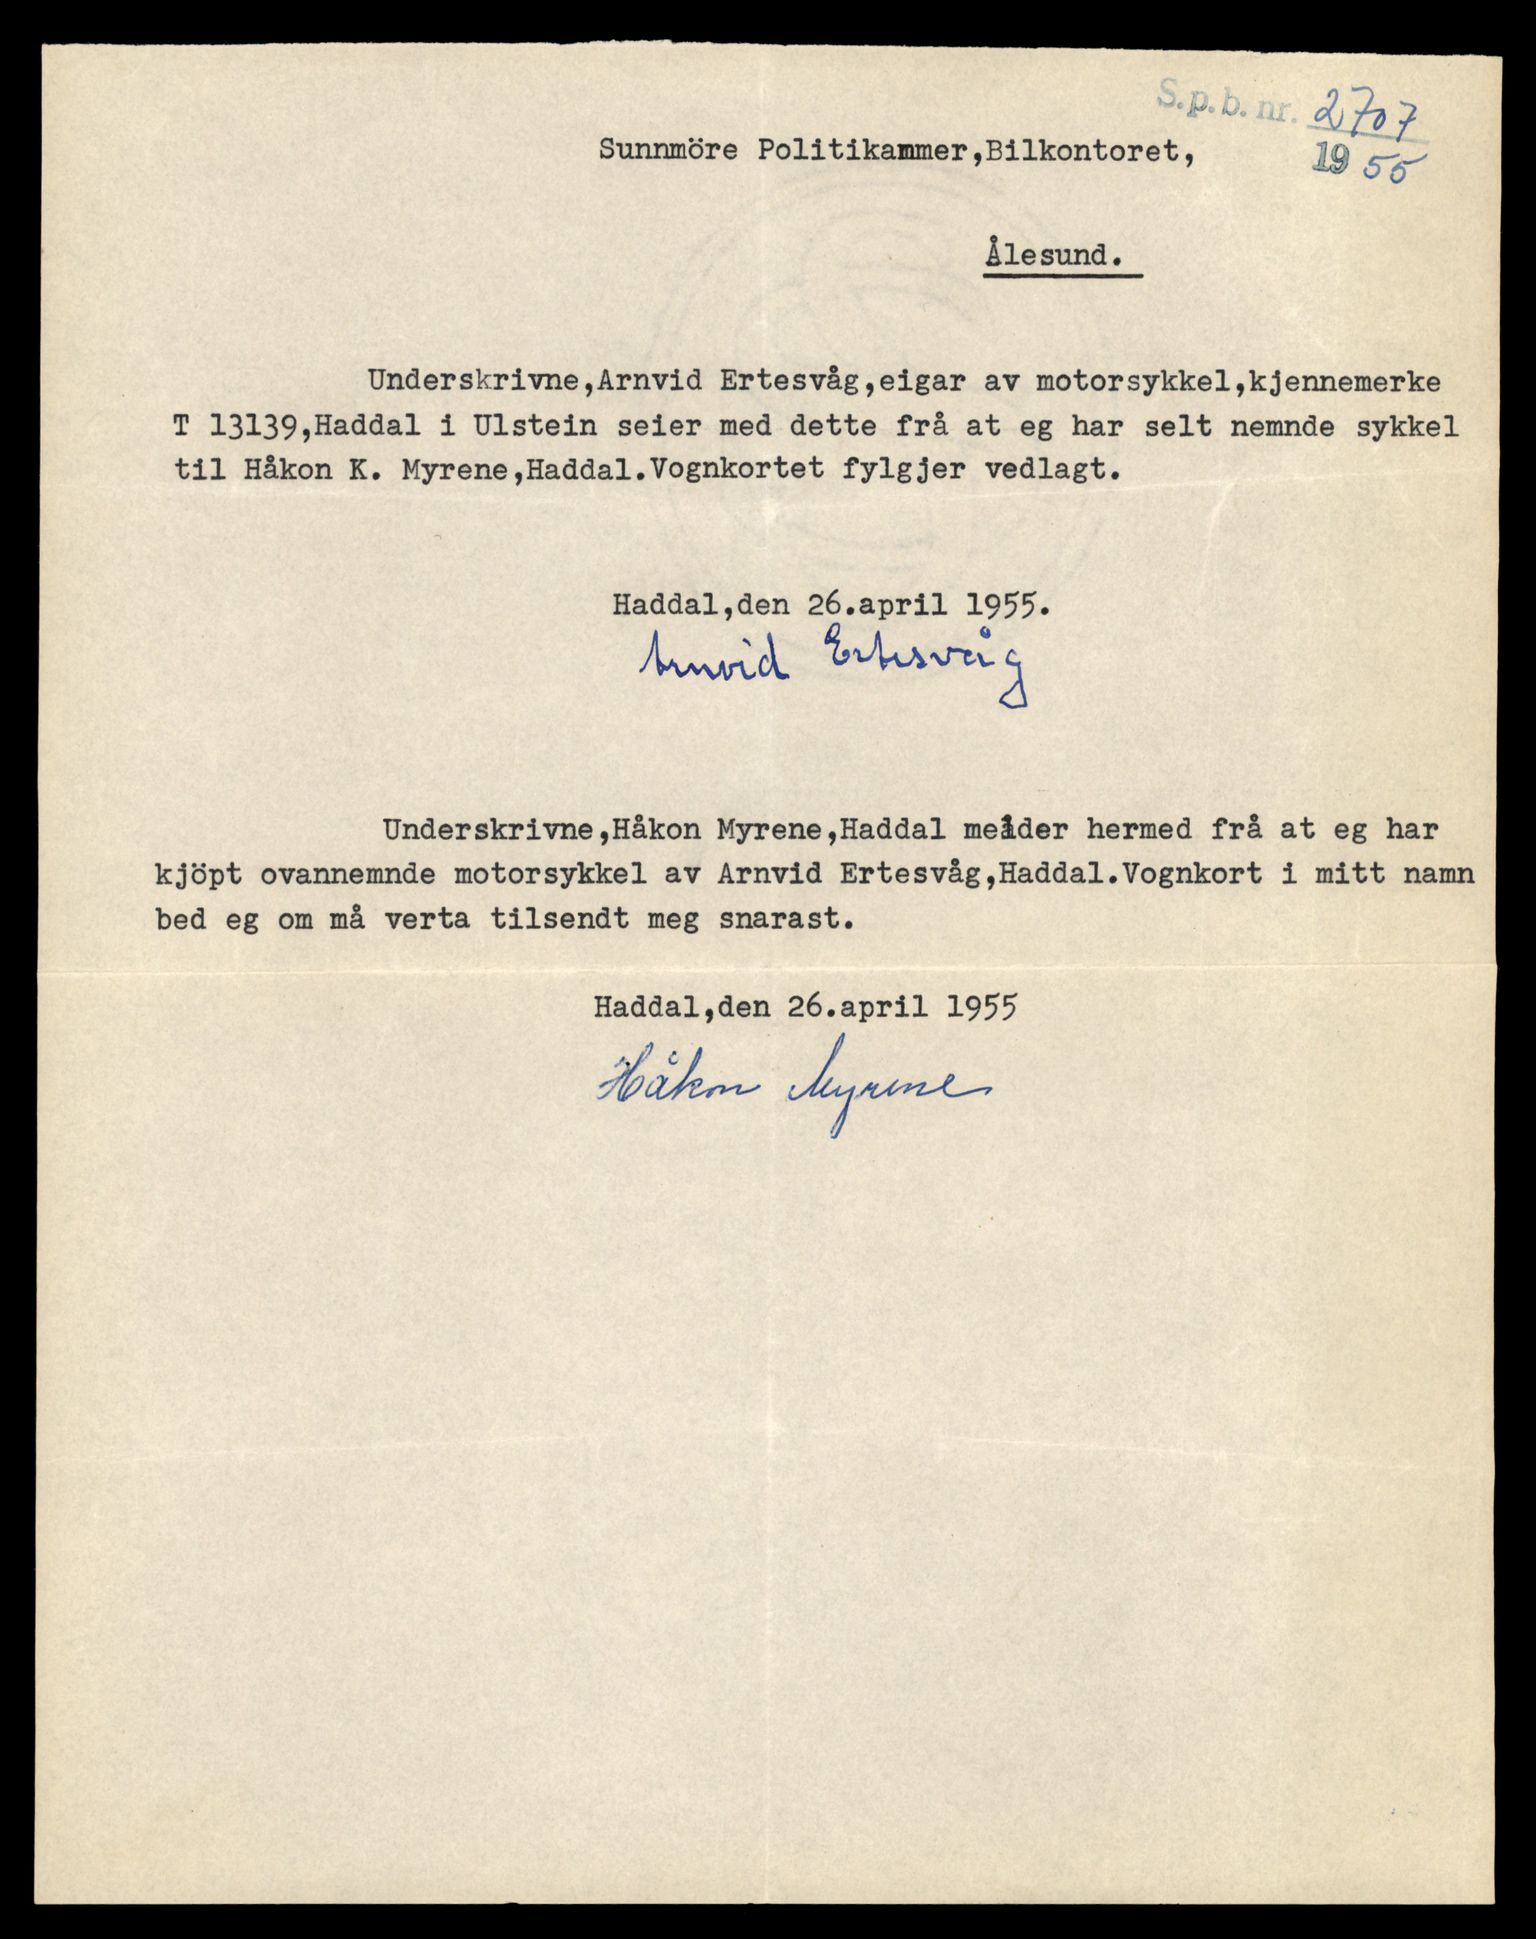 S.p.b. nr. 2707
19 55
Sunnmöre Politikammer,Bilkontoret,
Ålesund.
Underskrivne,Arnvid Ertesvåg,eigar av motorsykkel,kjennemerke
T 13139,Haddal i Ulstein seier med dette frå at eg har selt nemnde sykkel
til Håkon K. Myrene,Haddal.Vognkortet fylgjer vedlagt.
Haddal,den 26.april 1955.
Arnvid Ertesvåg
Underskrivne,Håkon Myrene,Haddal melder hermed frå at eg har
kjöpt ovannemnde motorsykkel av Arnvid Ertesvåg,Haddal.Vognkort i mitt namn
bed eg om må verta tilsendt meg snarast.
Haddal,den 26.april 1955
Håkon Myrene